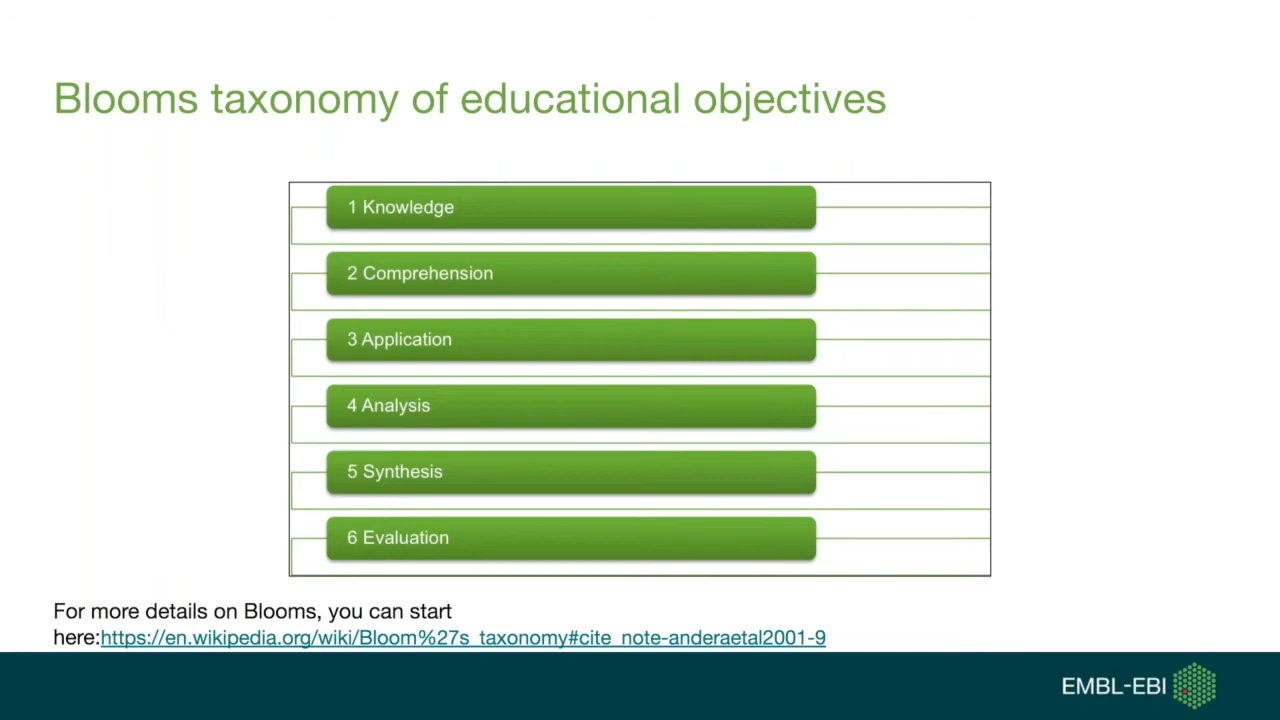 Blooms taxonomy of educational objectives
1 Knowledge
2 Comprehension
3 Application
4 Analysis
5 Synthesis
6 Evaluation
For more details on Blooms, you can start
here:https://en.wikipedia.org/wiki/Bloom%27s_taxonomy#cite_note-anderaetal2001-9
EMBL-EBI